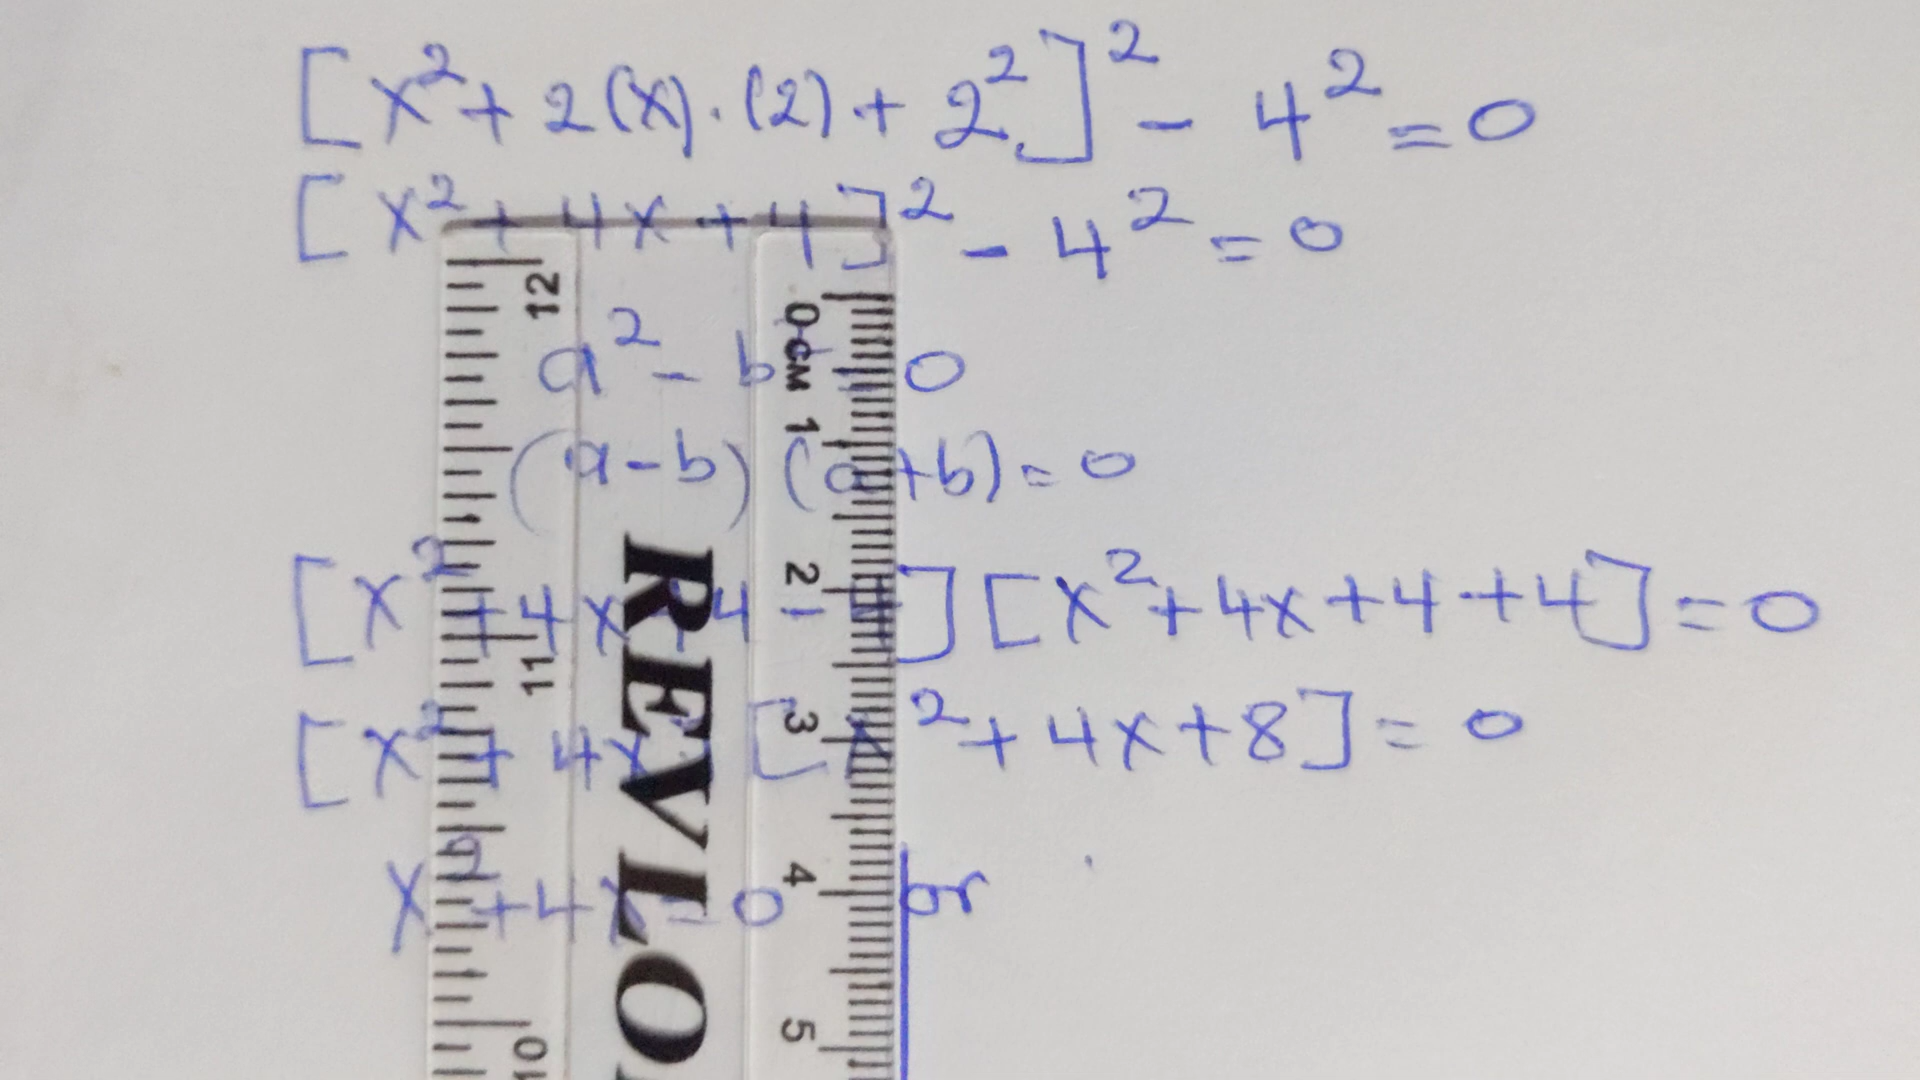 [x² + 2(x).(2) + 2²]² - 4² = 0
[x² + 4x + 4]² - 4² = 0
a² - b = 0
(a-b) (a+b) = 0
[x² + 4x + 4 - 4] [x² + 4x + 4 + 4] = 0
[x² + 4x] [x² + 4x + 8] = 0
x² + 4x = 0 or
12
11
10
0 CM 1
2
3
4
5
REVLO